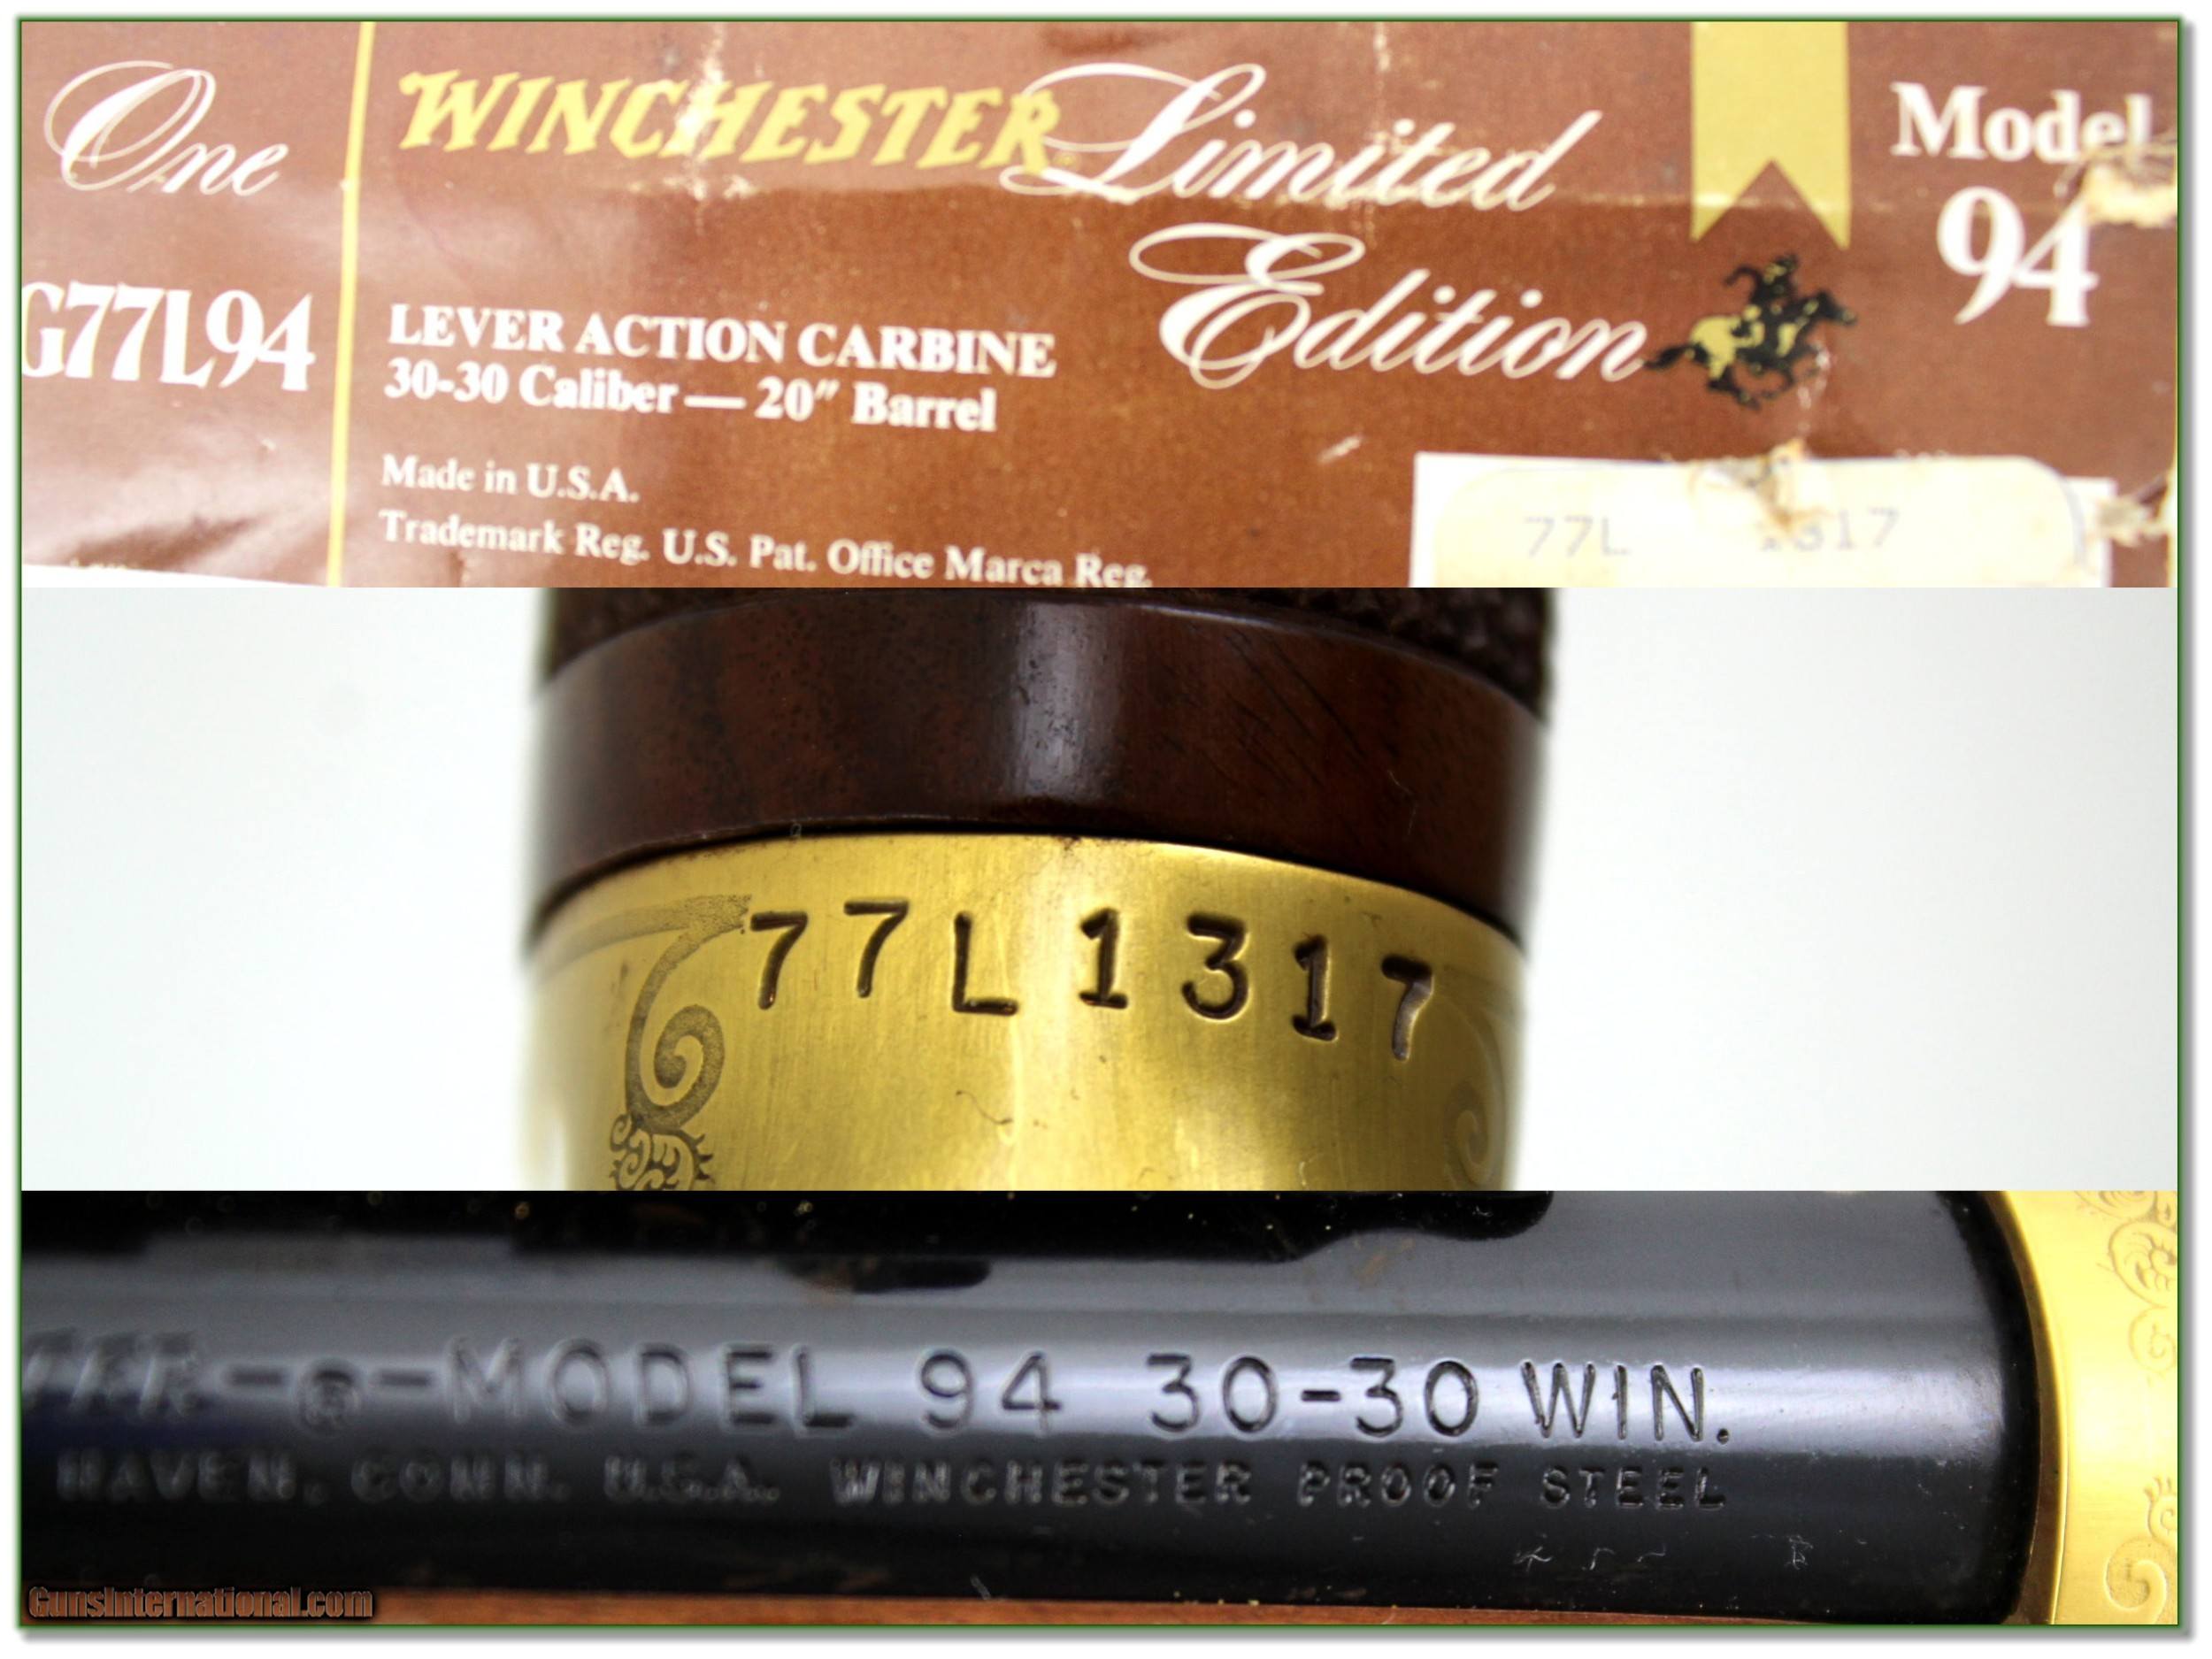 One
G77L94
WINCHESTER Limited
Edition
LEVER ACTION CARBINE
30-30 Caliber — 20" Barrel
Made in U.S.A.
Trademark Reg. U.S. Pat. Office Marca Reg.
Model
94
77L 1317
77L1317
-®-MODEL 94 30-30 WIN.
HAVEN, CONN. U.S.A. WINCHESTER PROOF STEEL
GunsInternational.com